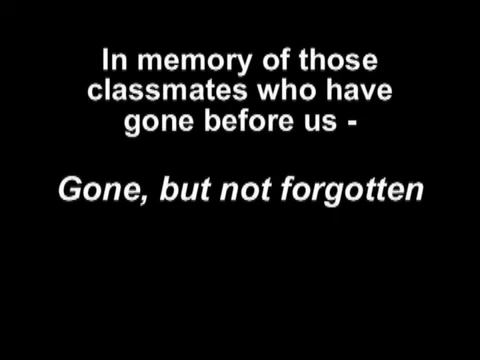 In memory of those
classmates who have
gone before us -
Gone, but not forgotten